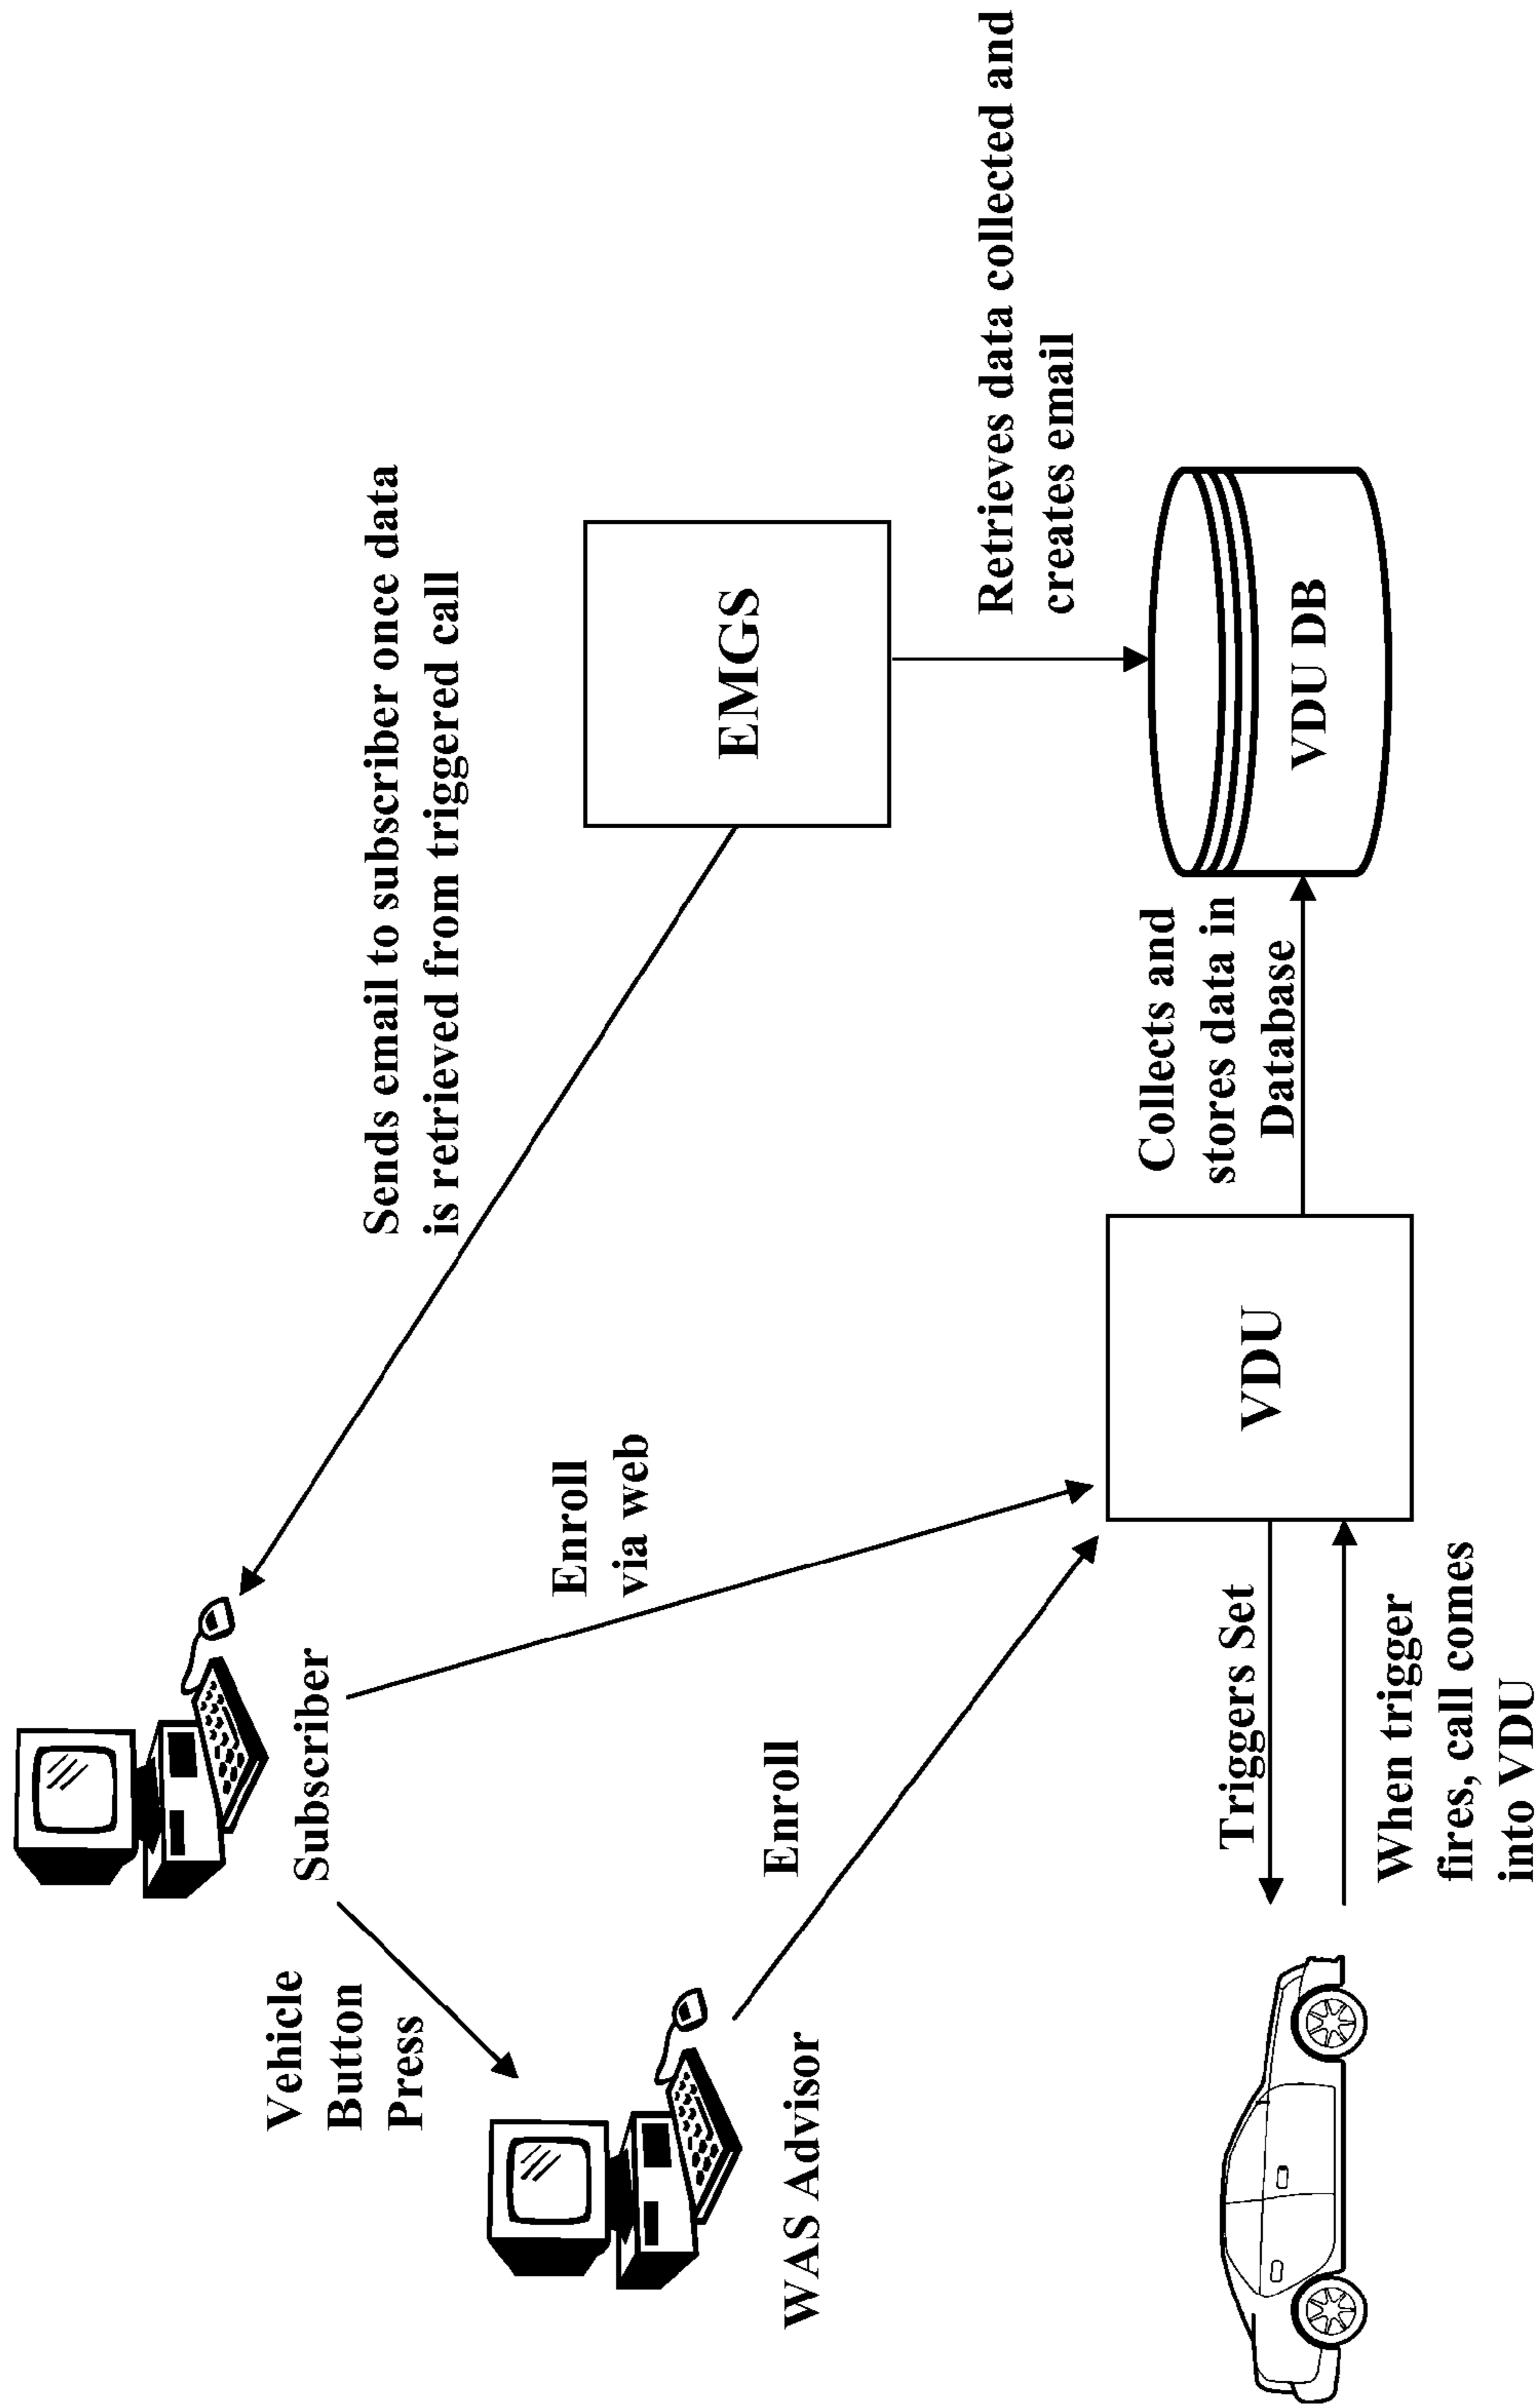 Vehicle
Button
Press
Subscriber
Sends email to subscriber once data
is retrieved from triggered call
Enroll
via web
WAS Advisor
Enroll
EMGS
Retrieves data collected and
creates email
Triggers Set
VDU
Collects and
stores data in
Database
VDU DB
When trigger
fires, call comes
into VDU